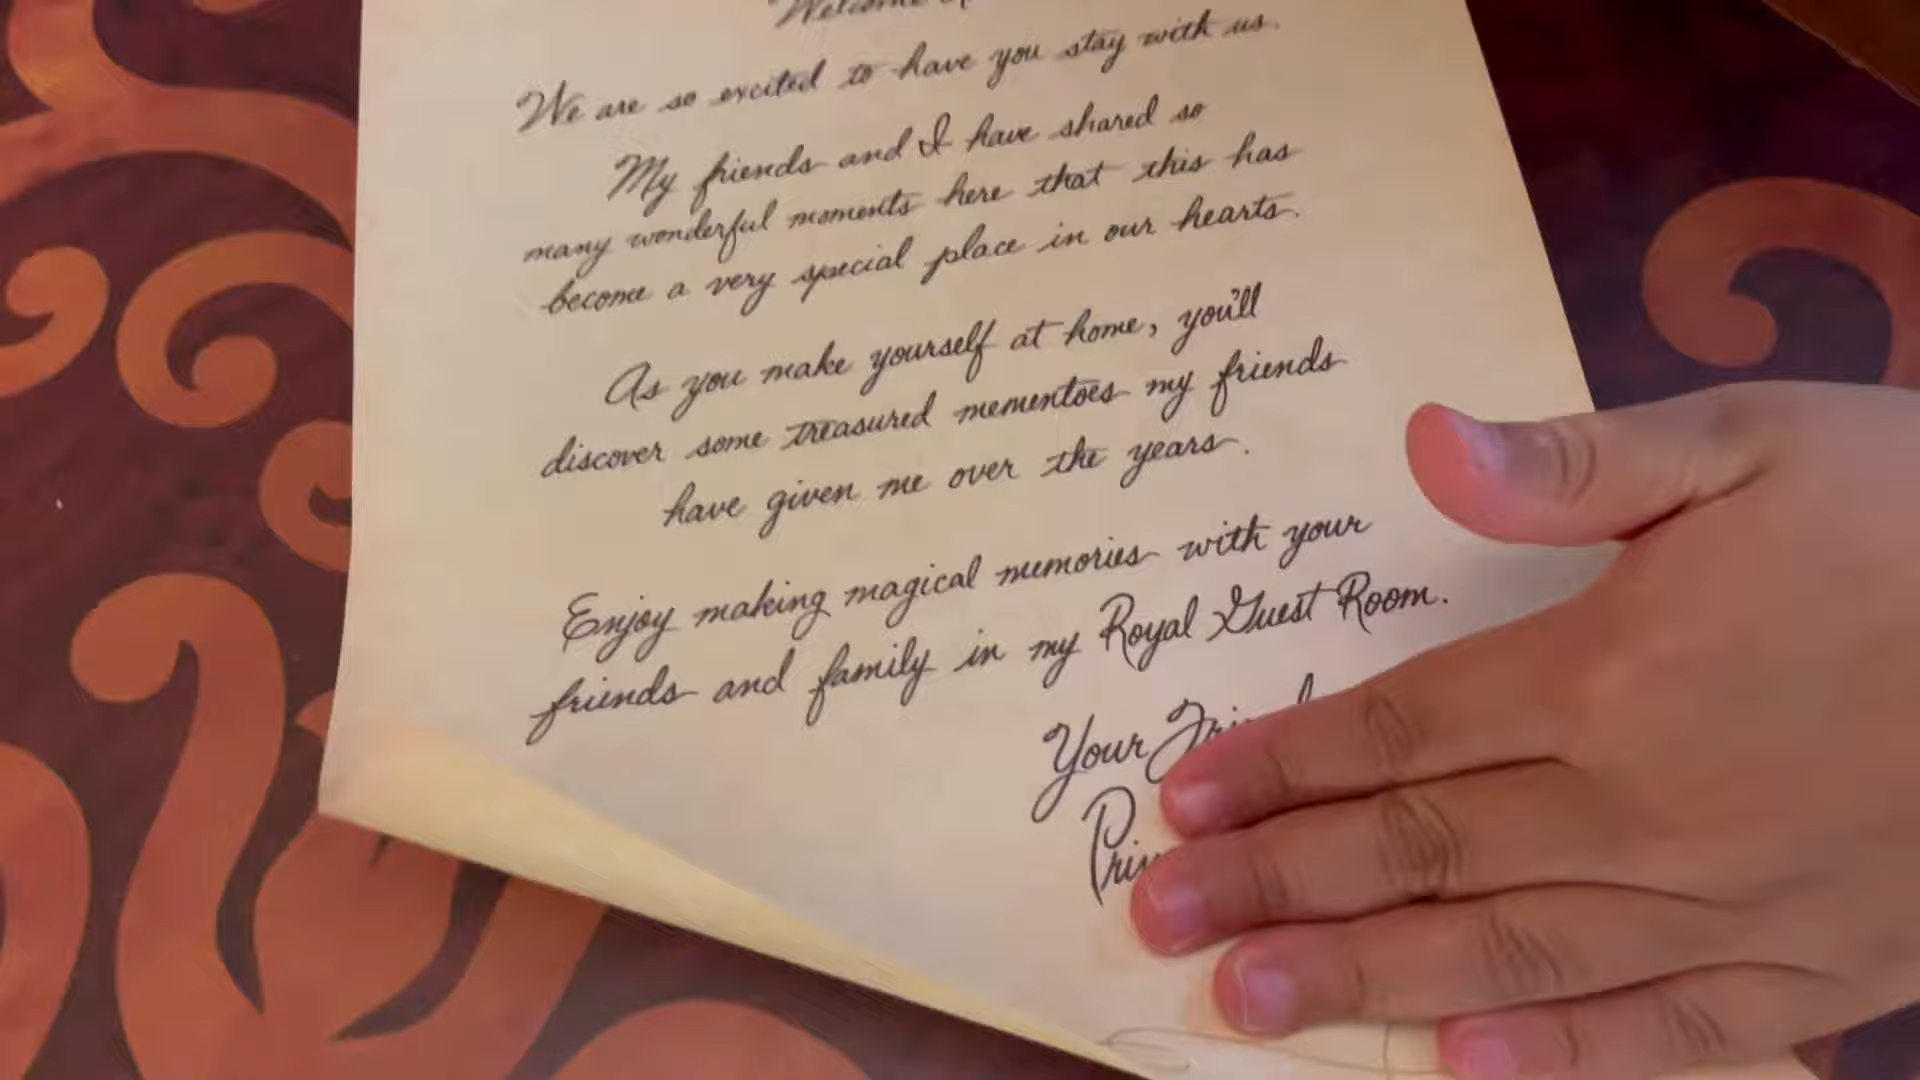 Welcome
We are so excited to have you stay with us.
My friends and I have shared so
many wonderful moments here that this has
become a very special place in our hearts.
As you make yourself at home, you'll
discover some treasured mementoes my friends
have given me over the years.
Enjoy making magical memories with your
friends and family in my Royal Guest Room.
Your